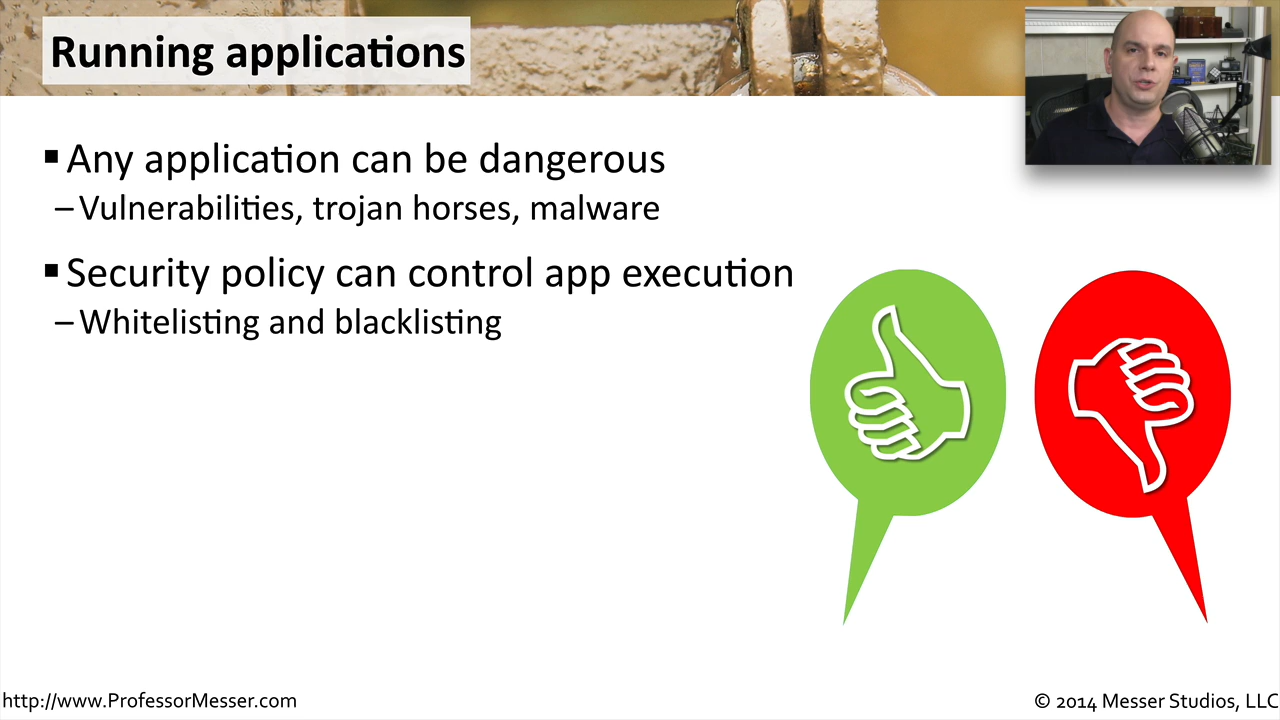 Running applications
▪ Any application can be dangerous
– Vulnerabilities, trojan horses, malware
▪ Security policy can control app execution
– Whitelisting and blacklisting
http://www.ProfessorMesser.com
© 2014 Messer Studios, LLC